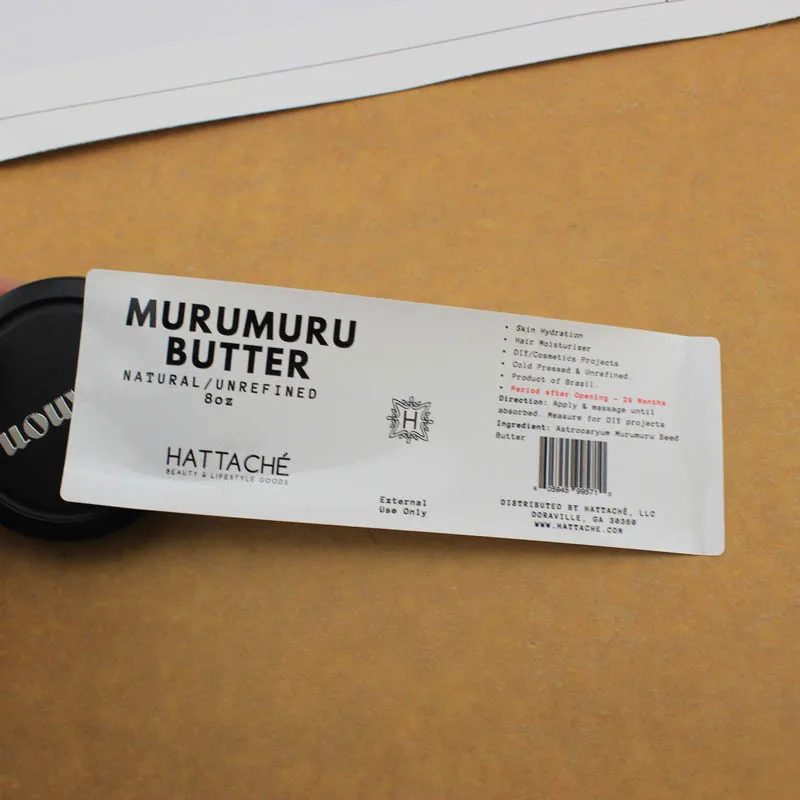 MURUMURU
BUTTER
NATURAL/UNREFINED
8oz
HATTACHÉ
BEAUTY & LIFESTYLE GOODS
H
External
Use Only
• Skin Hydration
• Hair Moisturizer
• DIY/Cosmetics Projects
• Cold Pressed & Unrefined.
• Product of Brazil.
• Period after Opening - 24 Months
Direction: Apply & massage until
absorbed. Measure for DIY projects
Ingredient: Astrocaryum Murumuru Seed
Butter
DISTRIBUTED BY HATTACHÉ, LLC
DORAVILLE, GA 30360
WWW.HATTACHE.COM